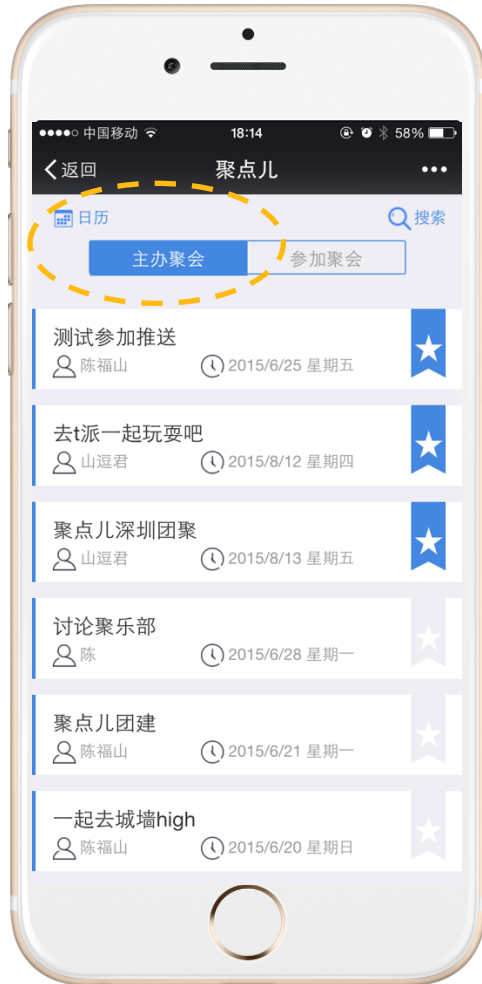 中国移动 18:14 58%
返回 聚点儿
日历 搜索
主办聚会 参加聚会
测试参加推送
陈福山 2015/6/25 星期五
去t派一起玩耍吧
山逗君 2015/8/12 星期四
聚点儿深圳团聚
山逗君 2015/8/13 星期五
讨论聚乐部
陈 2015/6/28 星期一
聚点儿团建
陈福山 2015/6/21 星期一
一起去城墙high
陈福山 2015/6/20 星期日